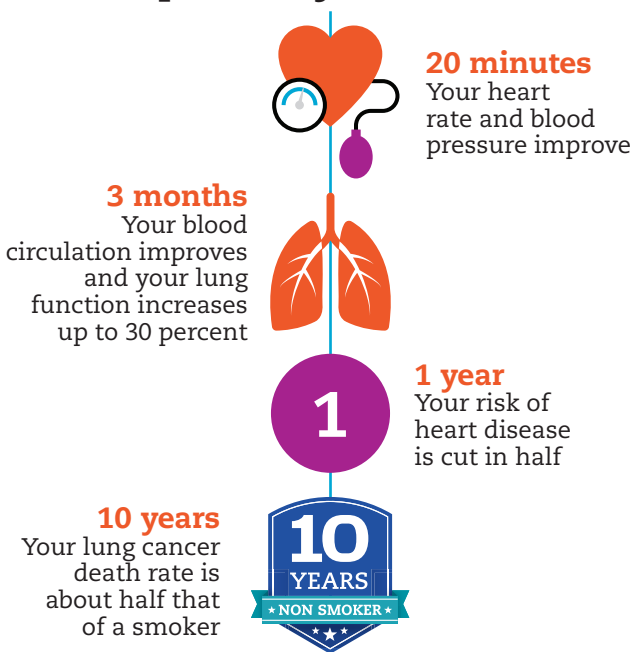 20 minutes
Your heart
rate and blood
pressure improve
3 months
Your blood
circulation improves
and your lung
function increases
up to 30 percent
1
1 year
Your risk of
heart disease
is cut in half
10 years
Your lung cancer
death rate is
about half that
of a smoker
10
YEARS
NON SMOKER